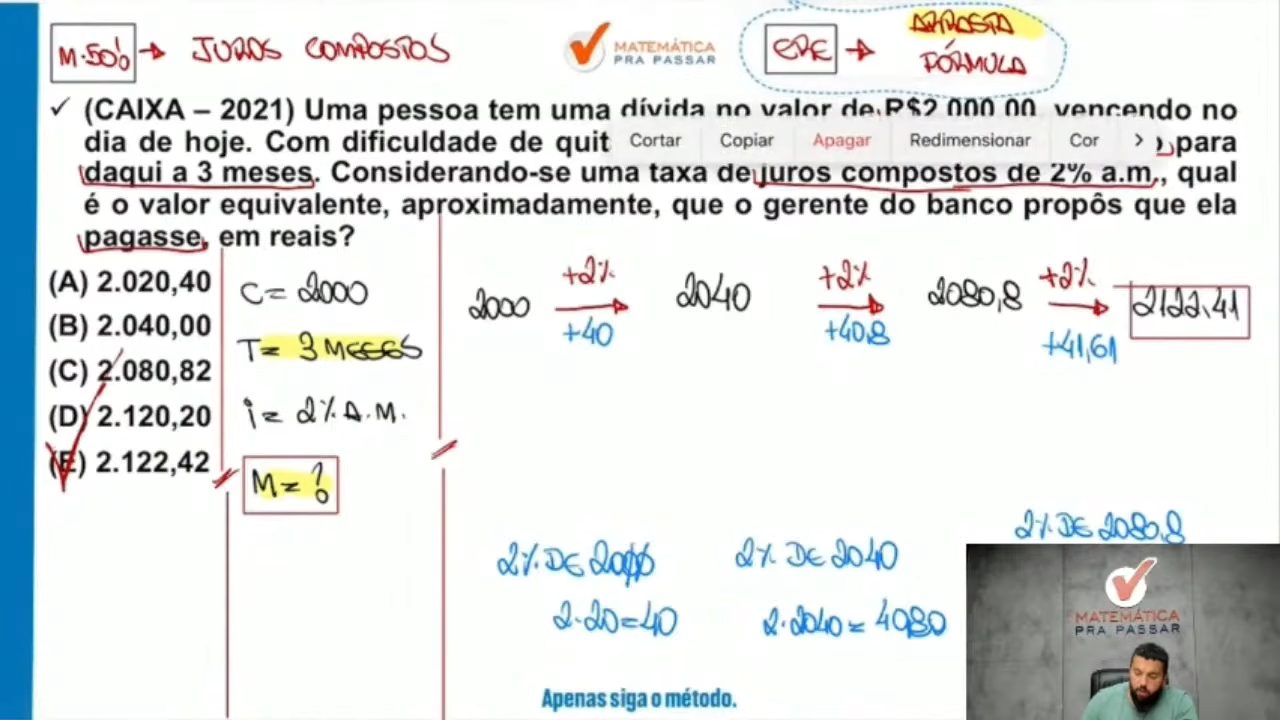 M.50! → JUROS COMPOSTOS
MATEMÁTICA
PRA PASSAR
CPE → ARROSTA
FÓRMULA
✓ (CAIXA – 2021) Uma pessoa tem uma dívida no valor de R$2.000,00, vencendo no
dia de hoje. Com dificuldade de quit
Cortar Copiar Apagar Redimensionar Cor >
para
daqui a 3 meses. Considerando-se uma taxa de juros compostos de 2% a.m., qual
é o valor equivalente, aproximadamente, que o gerente do banco propôs que ela
pagasse, em reais?
(A) 2.020,40
(B) 2.040,00
(C) 2.080,82
(D) 2.120,20
(E) 2.122,42
C = 2000
T = 3 MESES
i = 2% A.M.
M = ?
2000 +2% → +40 2040 +2% → +40,8 2080,8 +2% → +41,61 2122,41
2% DE 2000
2.20=40
2% DE 2040
2.2040= 4080
2% DE 2080,8
Apenas siga o método.
MATEMÁTICA
PRA PASSAR